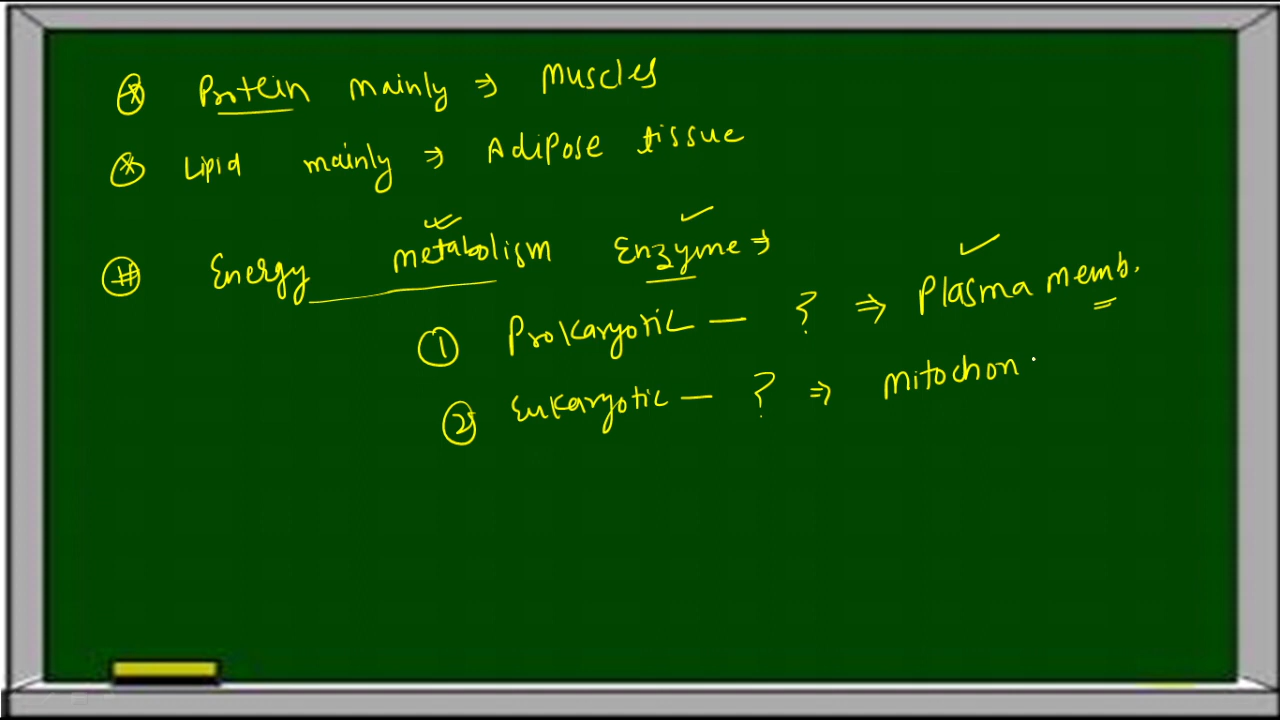 * Protein mainly ⇒ Muscles
* Lipid mainly ⇒ Adipose tissue
# Energy metabolism Enzyme ⇒
① Prokaryotic — ? ⇒ Plasma memb.
② Eukaryotic — ? ⇒ Mitochon